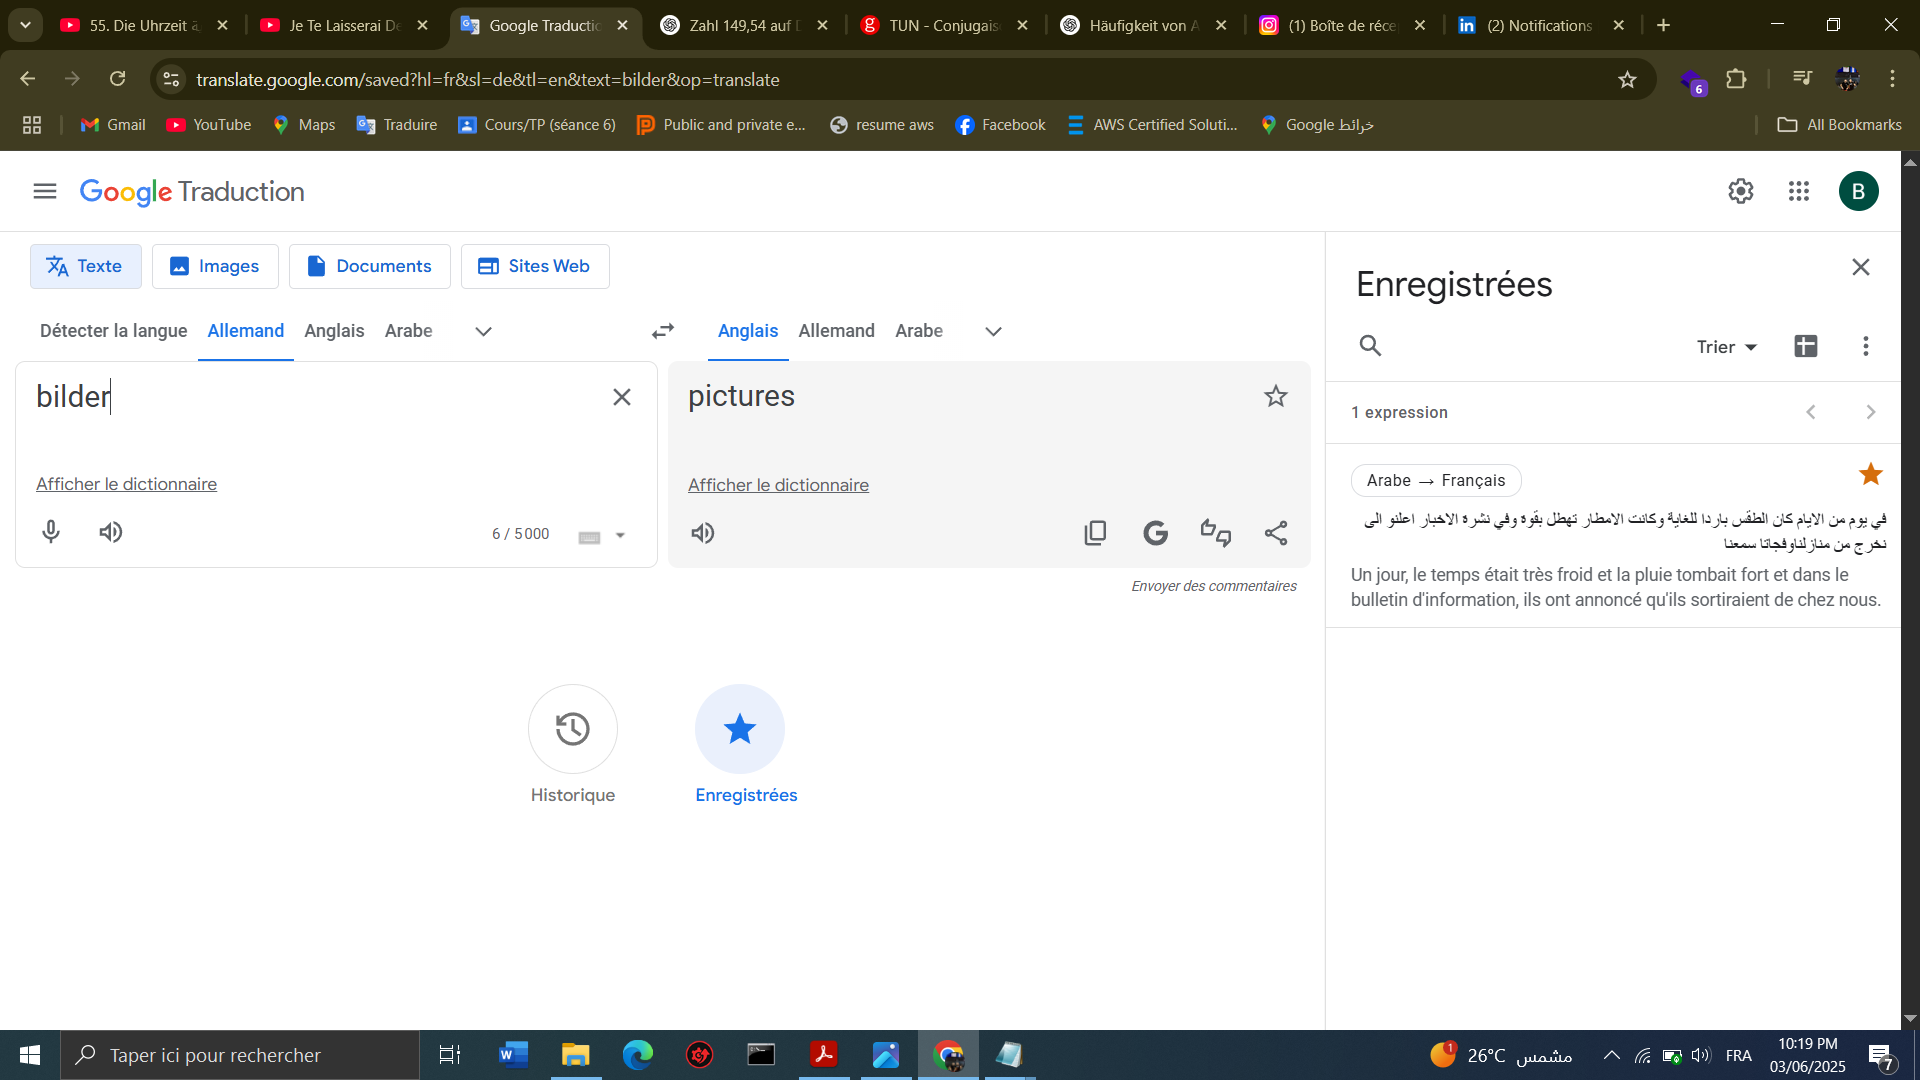 55. Die Uhrzeit
Je Te Laisserai De
Google Traductio
Zahl 149,54 auf D
TUN - Conjugais
Häufigkeit von A
(1) Boîte de réce
(2) Notifications
translate.google.com/saved?hl=fr&sl=de&tl=en&text=bilder&op=translate
6
Gmail
YouTube
Maps
Traduire
Cours/TP (séance 6)
Public and private e...
resume aws
Facebook
AWS Certified Soluti...
خرائط Google
All Bookmarks
Google Traduction
B
Texte
Images
Documents
Sites Web
Détecter la langue
Allemand
Anglais
Arabe
Anglais
Allemand
Arabe
bilder
pictures
Afficher le dictionnaire
Afficher le dictionnaire
6 / 5 000
Envoyer des commentaires
Historique
Enregistrées
Enregistrées
Trier
1 expression
Arabe → Français
في يوم من الايام كان الطقس باردا للغاية وكانت الامطار تهطل بقوة وفي نشرة الاخبار اعلنو الى
نخرج من منازلناوفجاتا سمعنا
Un jour, le temps était très froid et la pluie tombait fort et dans le
bulletin d'information, ils ont annoncé qu'ils sortiraient de chez nous.
Taper ici pour rechercher
1
26°C مشمس
FRA
10:19 PM
03/06/2025
7